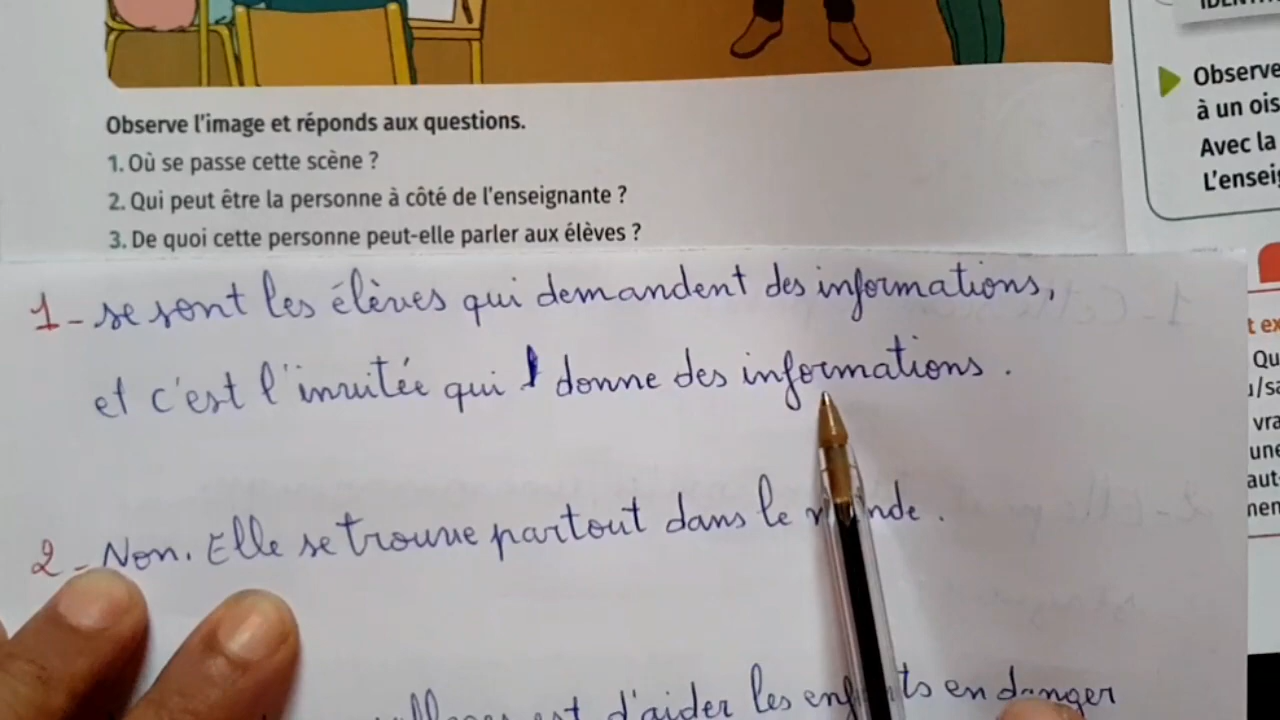 Observe l'image et réponds aux questions.
1. Où se passe cette scène ?
2. Qui peut être la personne à côté de l'enseignante ?
3. De quoi cette personne peut-elle parler aux élèves ?
1- se sont les élèves qui demandent des informations,
et c'est l'invitée qui donne des informations.
2- Non. Elle se trouve partout dans le monde.
est d'aider les enfants en danger
Observe
à un ois
Avec la
L'enseig